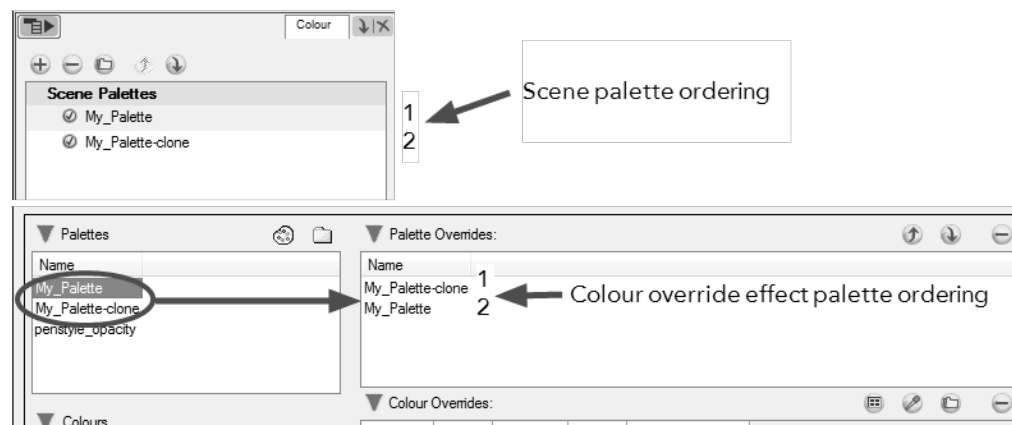 Colour
Scene Palettes
My_Palette
My_Palette-clone
1
2
Scene palette ordering
Palettes
Name
My_Palette
My_Palette-clone
penstyle_opacity
Palette Overrides:
Name
My_Palette-clone 1
My_Palette 2
Colour override effect palette ordering
Colours
Colour Overrides: